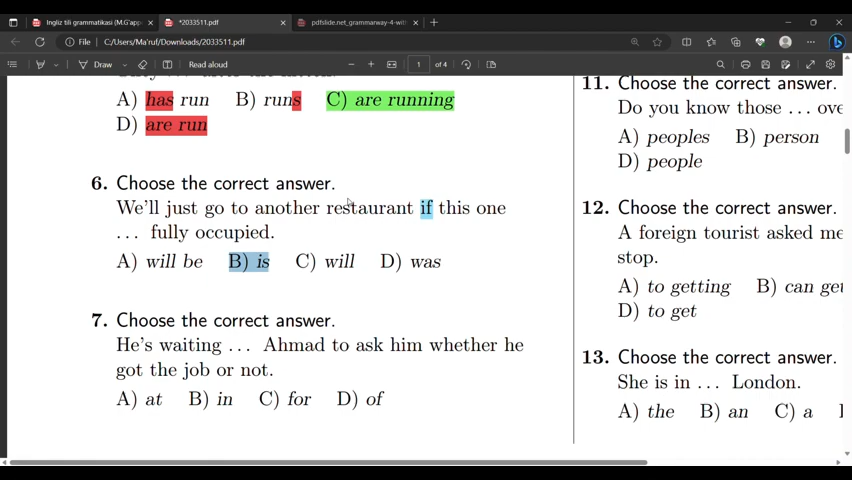 Ingliz tili grammatikasi (M.G'app
*2033511.pdf
pdfslide.net_grammarway-4-with
File C:/Users/Ma'ruf/Downloads/2033511.pdf
Draw
Read aloud
1 of 4
A) has run B) runs C) are running
D) are run
6. Choose the correct answer.
We'll just go to another restaurant if this one
... fully occupied.
A) will be B) is C) will D) was
7. Choose the correct answer.
He's waiting ... Ahmad to ask him whether he
got the job or not.
A) at B) in C) for D) of
11. Choose the correct answer.
Do you know those ... ove
A) peoples B) person
D) people
12. Choose the correct answer.
A foreign tourist asked me
stop.
A) to getting B) can get
D) to get
13. Choose the correct answer.
She is in ... London.
A) the B) an C) a